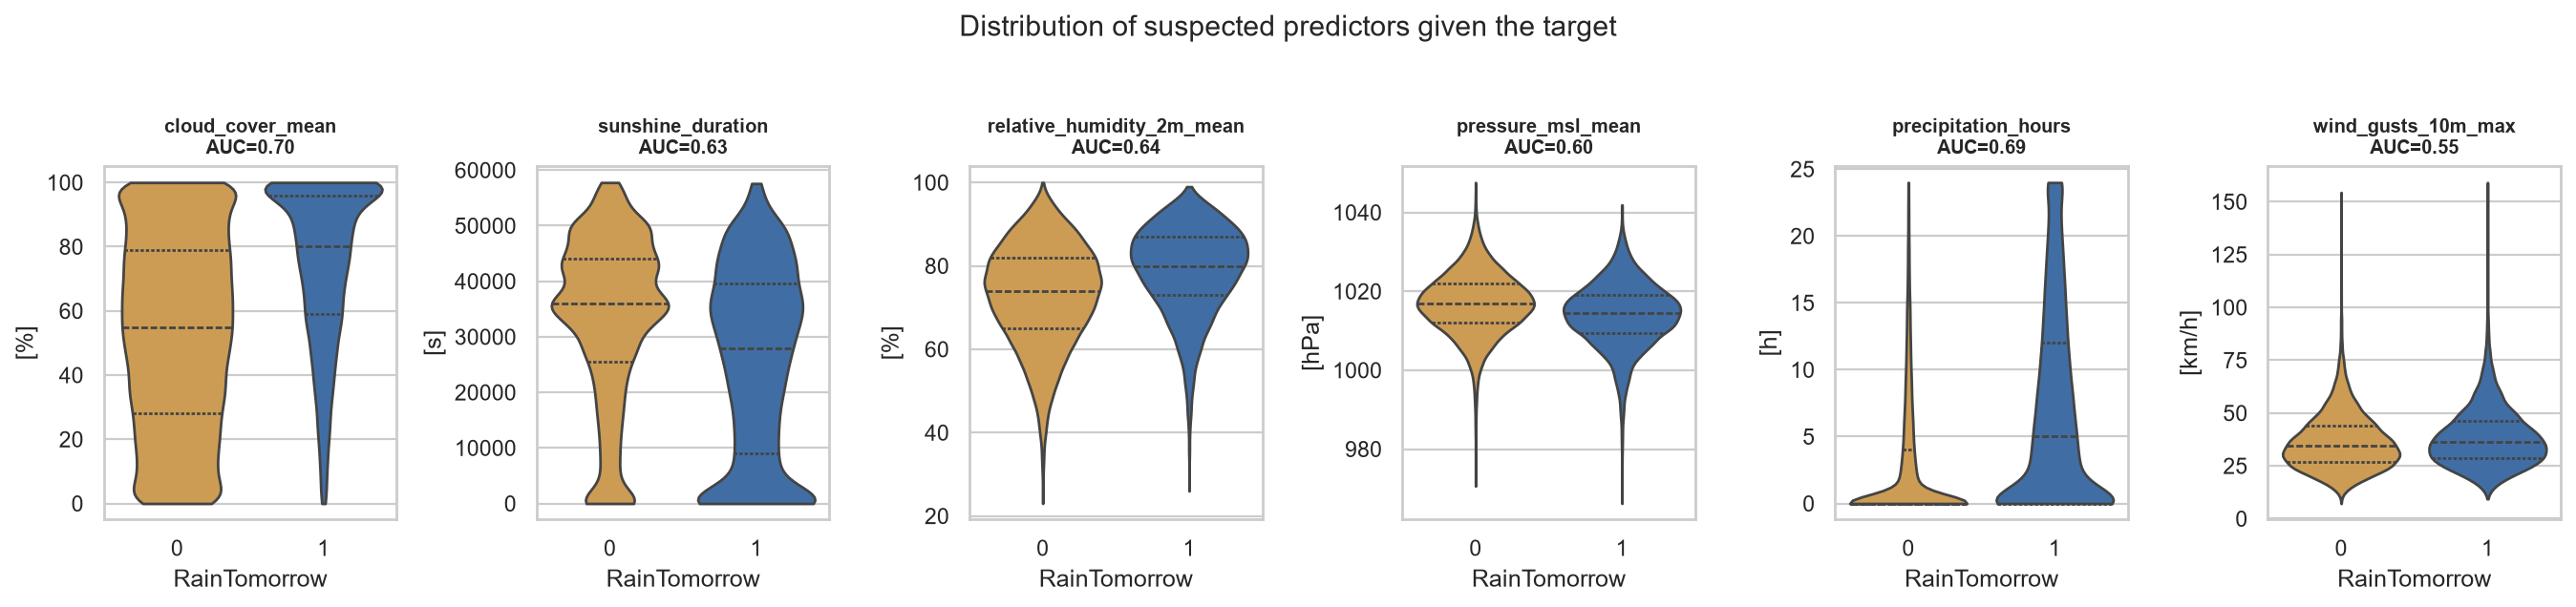 Distribution of suspected predictors given the target
cloud_cover_mean
AUC=0.70
[%]
100
80
60
40
20
0
0 1
RainTomorrow
sunshine_duration
AUC=0.63
[s]
60000
50000
40000
30000
20000
10000
0
0 1
RainTomorrow
relative_humidity_2m_mean
AUC=0.64
[%]
100
80
60
40
20
0 1
RainTomorrow
pressure_msl_mean
AUC=0.60
[hPa]
1040
1020
1000
980
0 1
RainTomorrow
precipitation_hours
AUC=0.69
[h]
25
20
15
10
5
0
0 1
RainTomorrow
wind_gusts_10m_max
AUC=0.55
[km/h]
150
125
100
75
50
25
0
0 1
RainTomorrow